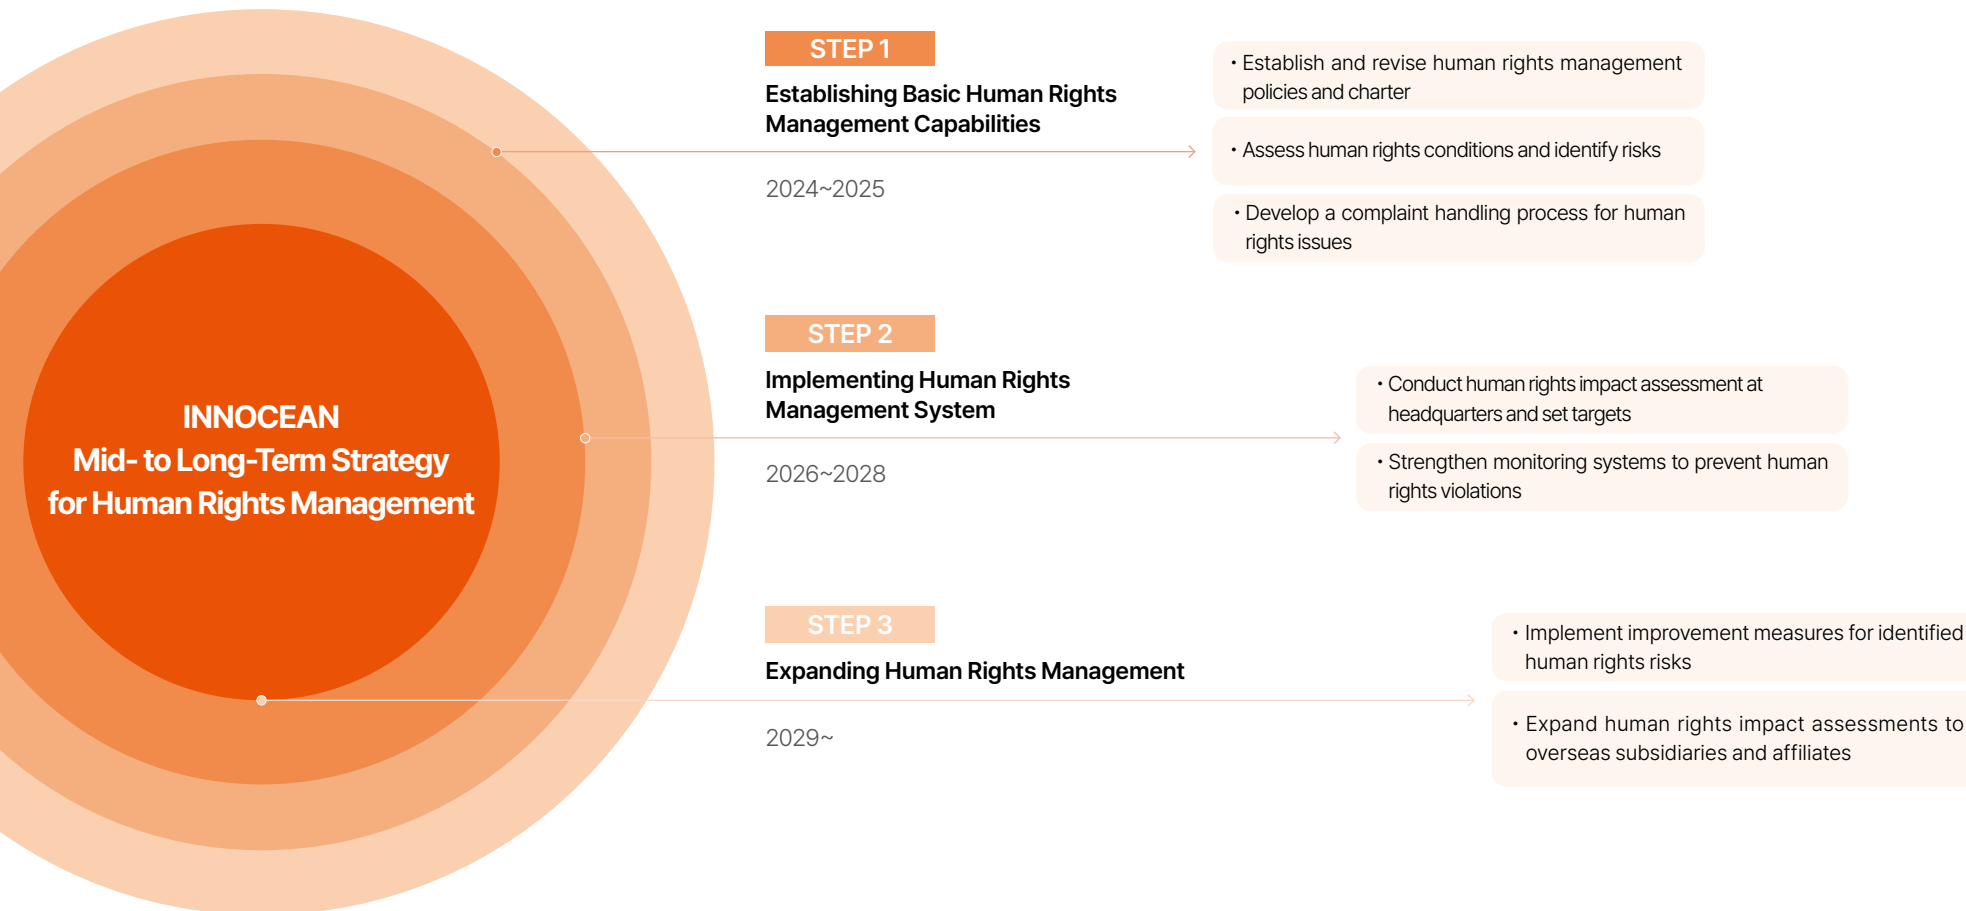 INNOCEAN
Mid- to Long-Term Strategy
for Human Rights Management
STEP 1
Establishing Basic Human Rights
Management Capabilities
2024~2025
• Establish and revise human rights management
policies and charter
• Assess human rights conditions and identify risks
• Develop a complaint handling process for human
rights issues
STEP 2
Implementing Human Rights
Management System
2026~2028
• Conduct human rights impact assessment at
headquarters and set targets
• Strengthen monitoring systems to prevent human
rights violations
STEP 3
Expanding Human Rights Management
2029~
• Implement improvement measures for identified
human rights risks
• Expand human rights impact assessments to
overseas subsidiaries and affiliates